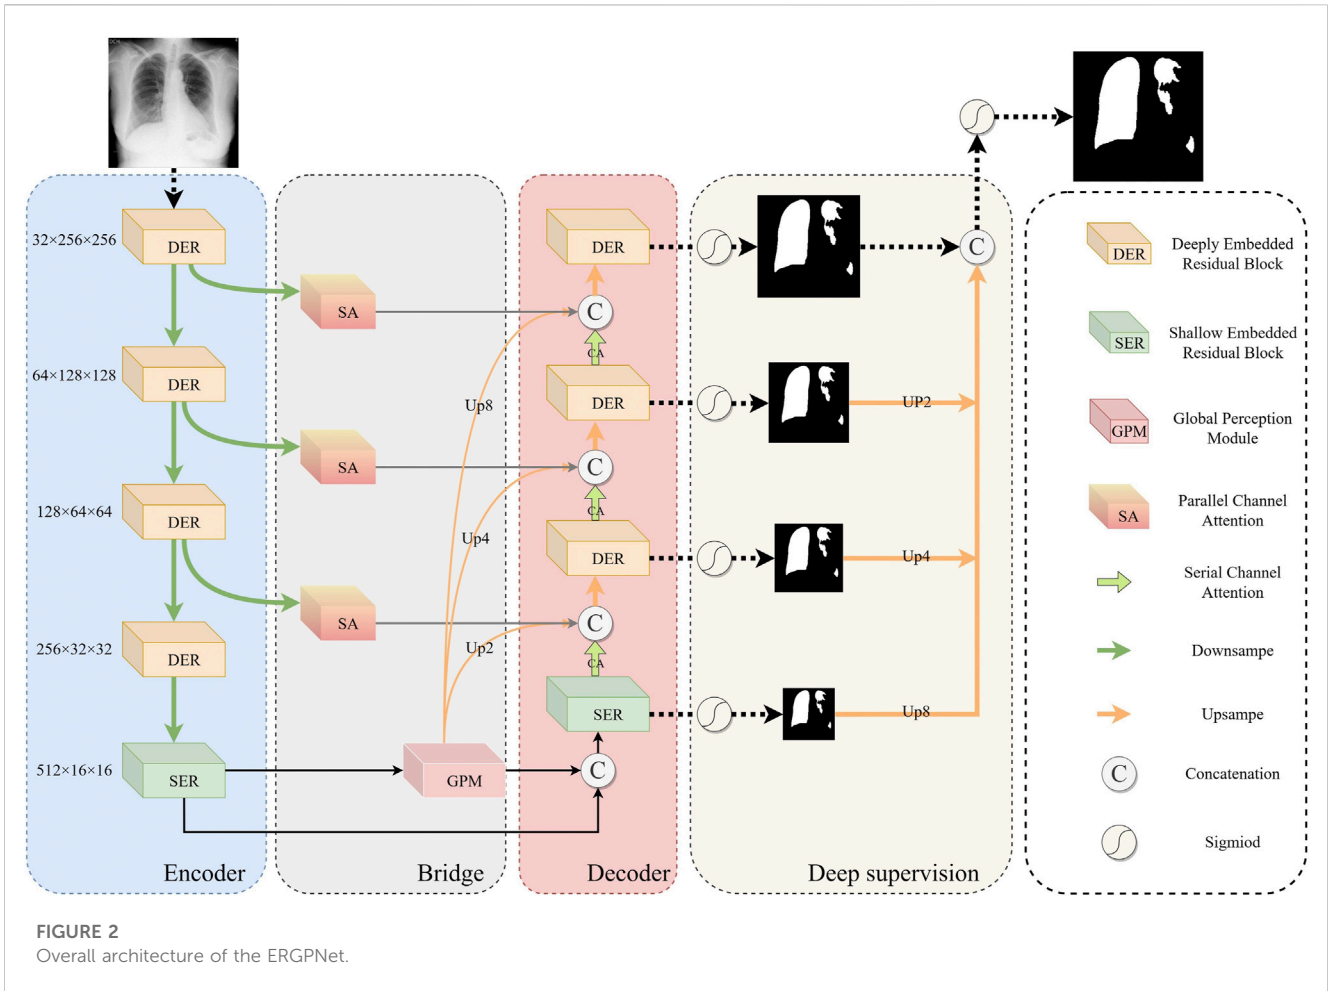 32×256×256
DER
64×128×128
DER
128×64×64
DER
256×32×32
DER
512×16×16
SER
Encoder
SA
SA
SA
Up8
Up4
Up2
GPM
Bridge
DER
C
CA
DER
C
CA
DER
C
CA
SER
C
Decoder
C
UP2
Up4
Up8
Deep supervision
DER
Deeply Embedded
Residual Block
SER
Shallow Embedded
Residual Block
GPM
Global Perception
Module
SA
Parallel Channel
Attention
Serial Channel
Attention
Downsampe
Upsampe
C
Concatenation
Sigmiod
FIGURE 2
Overall architecture of the ERGPNet.